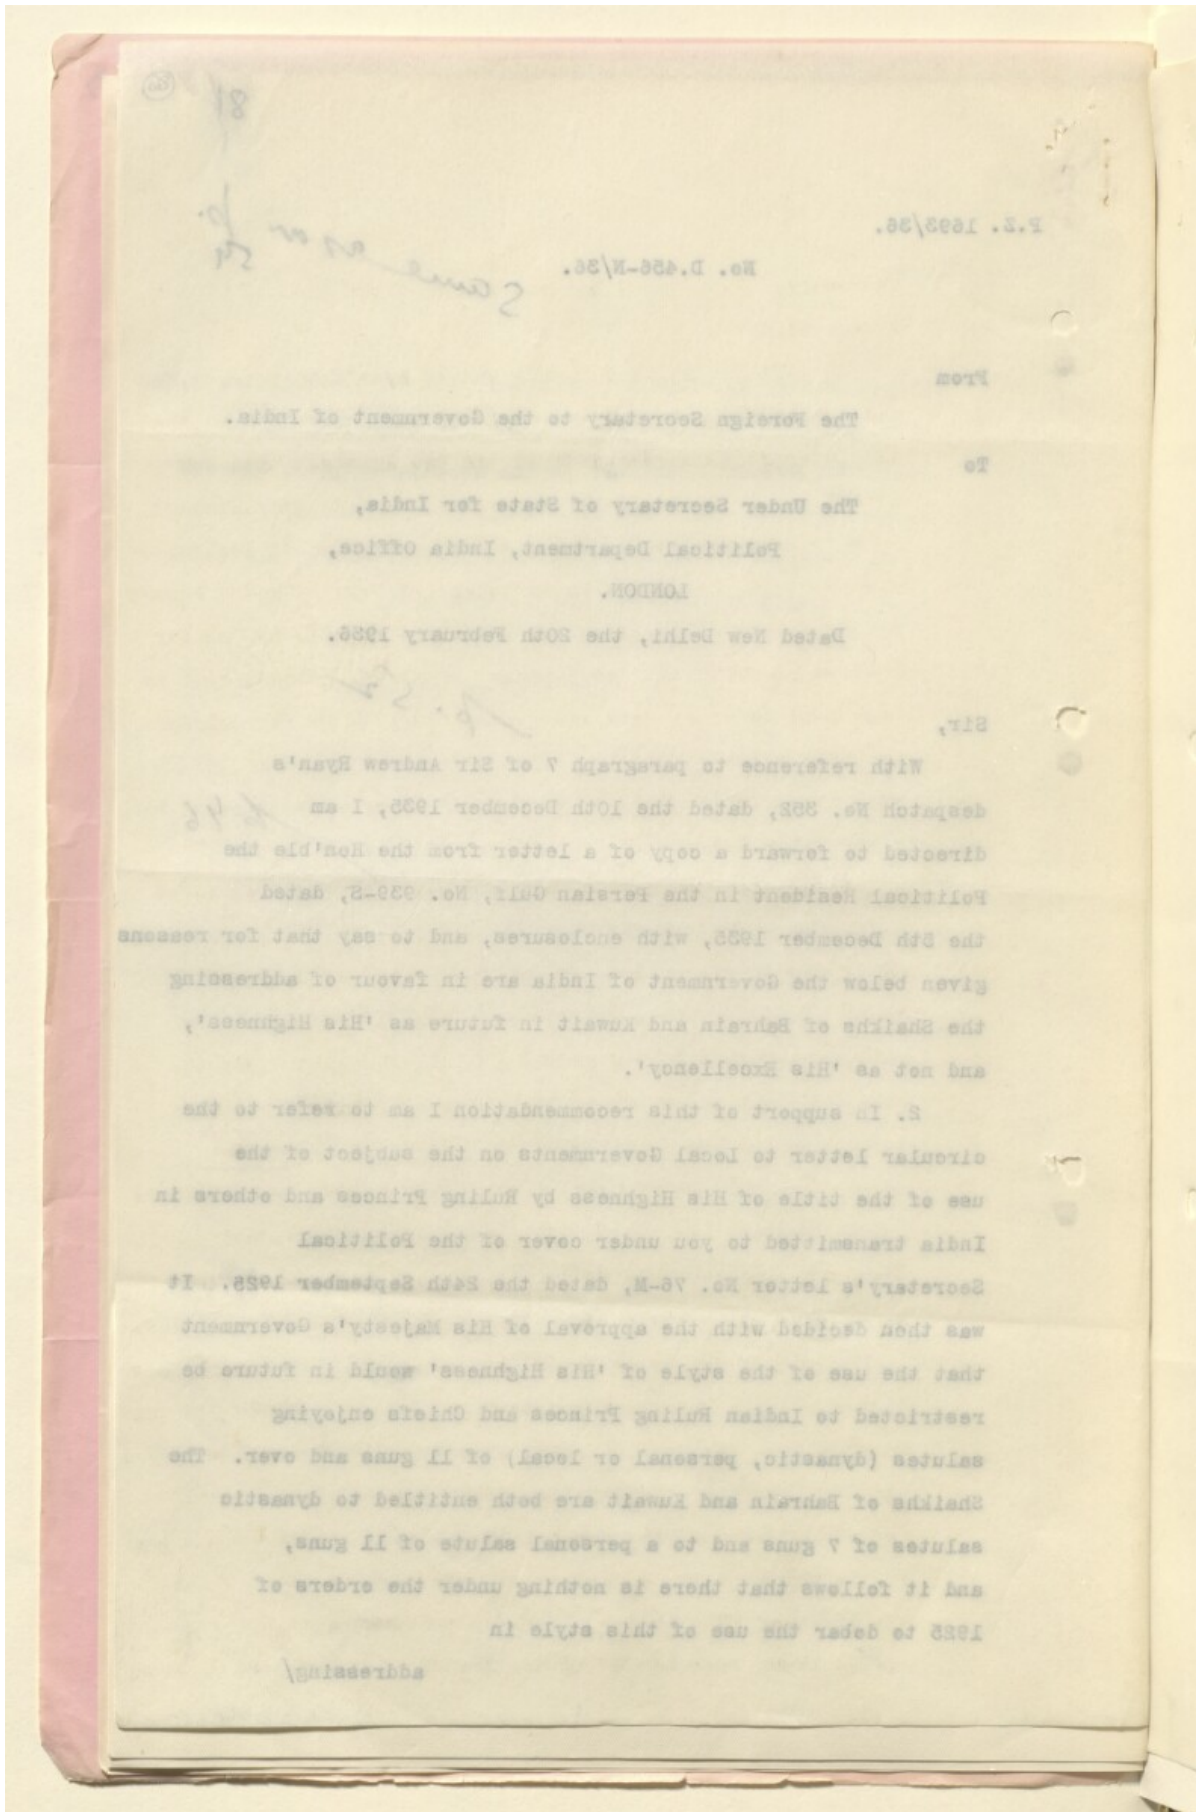 81
Same as on p.
54
P.Z. 1693/36.
No. D.456-N/36.
From
The Foreign Secretary to the Government of India.
To
The Under Secretary of State for India,
Political Department, India Office,
LONDON.
Dated New Delhi, the 20th February 1936.
p. 52
Sir,
With reference to paragraph 7 of Sir Andrew Ryan's
despatch No. 352, dated the 10th December 1935, I am
p 46
directed to forward a copy of a letter from the Hon'ble the
Political Resident in the Persian Gulf, No. 939-S, dated
the 5th December 1935, with enclosures, and to say that for reasons
given below the Government of India are in favour of addressing
the Shaikhs of Bahrain and Kuwait in future as 'His Highness',
and not as 'His Excellency'.
2. In support of this recommendation I am to refer to the
circular letter to Local Governments on the subject of the
use of the title of His Highness by Ruling Princes and others in
India transmitted to you under cover of the Political
Secretary's letter No. 76-M, dated the 24th September 1925. It
was then decided with the approval of His Majesty's Government
that the use of the style of 'His Highness' would in future be
restricted to Indian Ruling Princes and Chiefs enjoying
salutes (dynastic, personal or local) of 11 guns and over. The
Shaikhs of Bahrain and Kuwait are both entitled to dynastic
salutes of 7 guns and to a personal salute of 11 guns,
and it follows that there is nothing under the orders of
1925 to debar the use of this style in
addressing/